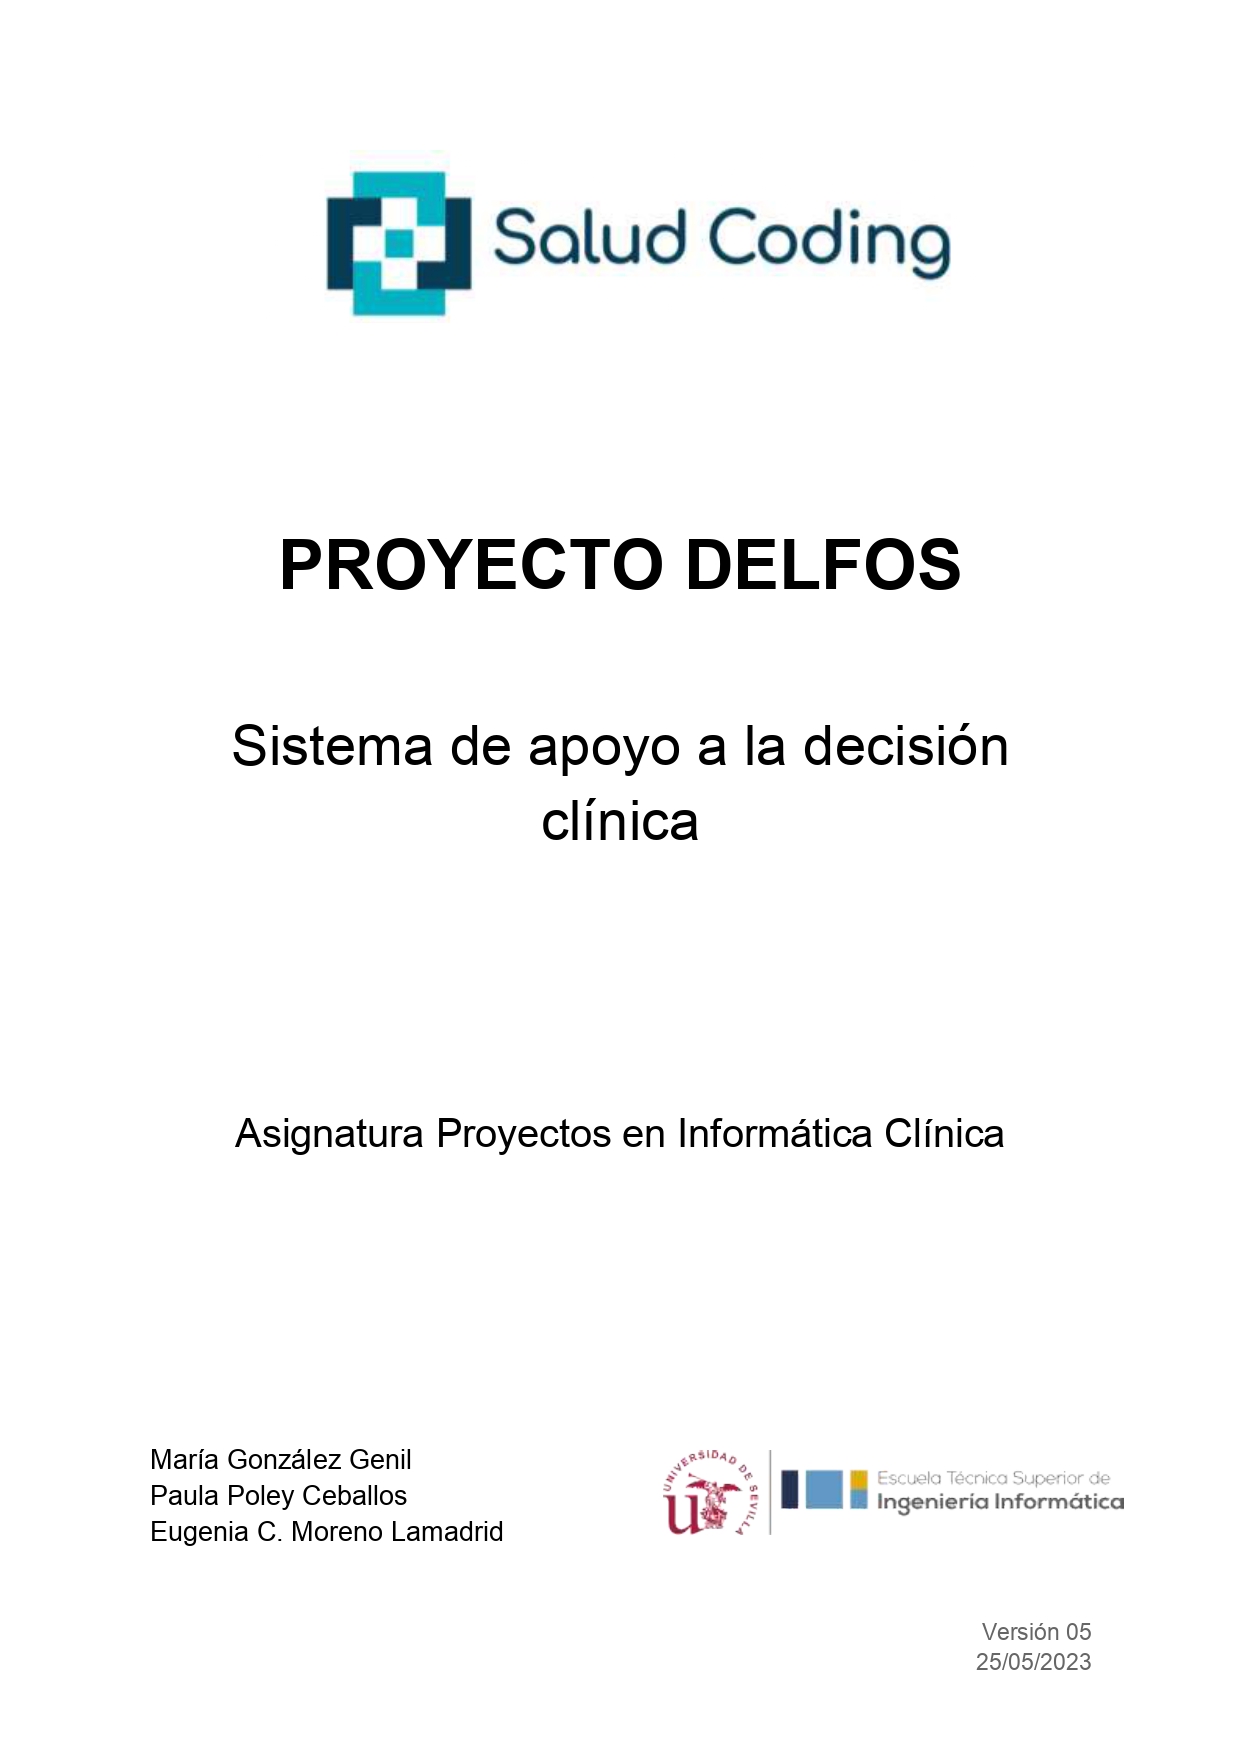 Salud Coding
PROYECTO DELFOS
Sistema de apoyo a la decisión
clínica
Asignatura Proyectos en Informática Clínica
María González Genil
Paula Poley Ceballos
Eugenia C. Moreno Lamadrid
UNIVERSIDAD DE SEVILLA
us
Escuela Técnica Superior de
Ingeniería Informática
Versión 05
25/05/2023